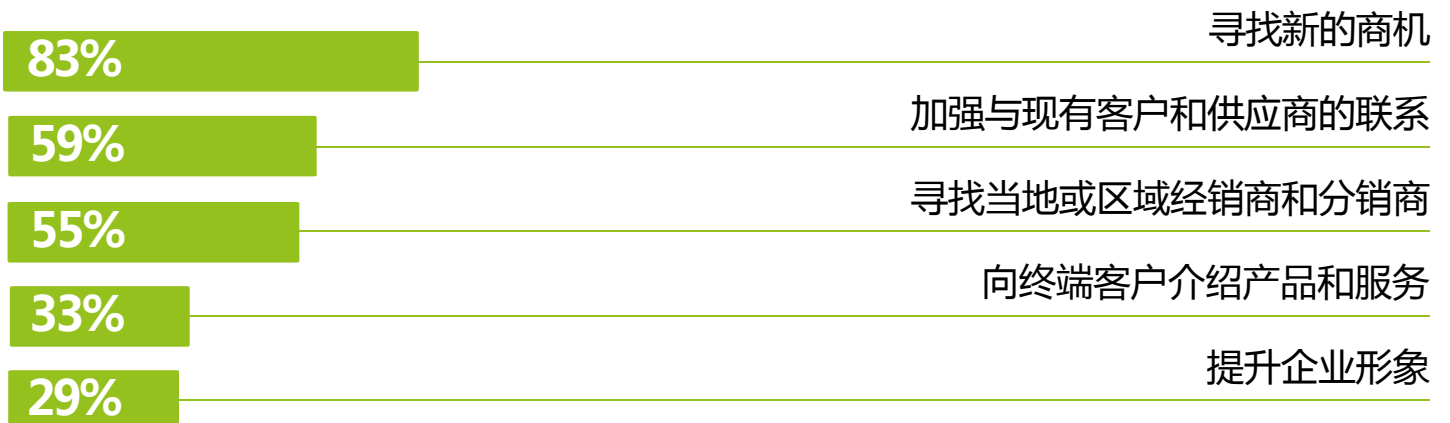 寻找新的商机
83%
加强与现有客户和供应商的联系
59%
寻找当地或区域经销商和分销商
55%
向终端客户介绍产品和服务
33%
提升企业形象
29%